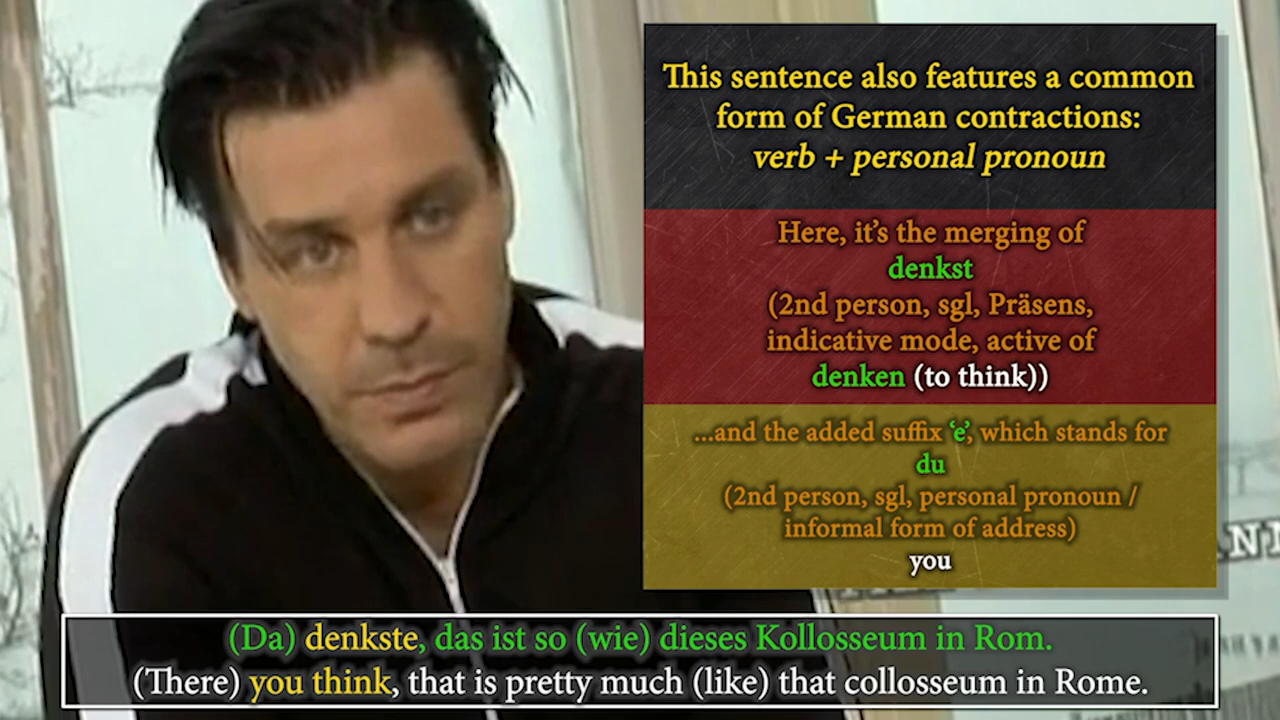 This sentence also features a common
form of German contractions:
verb + personal pronoun
Here, it's the merging of
denkst
(2nd person, sgl, Präsens,
indicative mode, active of
denken (to think))
...and the added suffix 'e', which stands for
du
(2nd person, sgl, personal pronoun /
informal form of address)
you
(Da) denkste, das ist so (wie) dieses Kollosseum in Rom.
(There) you think, that is pretty much (like) that collosseum in Rome.